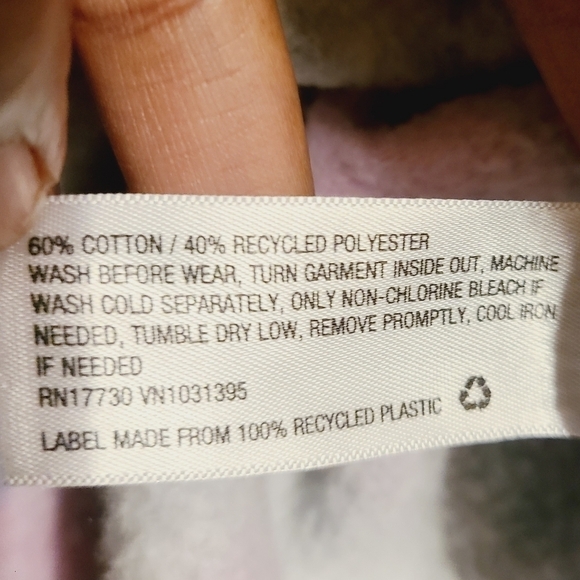 60% COTTON / 40% RECYCLED POLYESTER
WASH BEFORE WEAR, TURN GARMENT INSIDE OUT, MACHINE
WASH COLD SEPARATELY, ONLY NON-CHLORINE BLEACH IF
NEEDED, TUMBLE DRY LOW, REMOVE PROMPTLY, COOL IRON
IF NEEDED
RN17730 VN1031395
LABEL MADE FROM 100% RECYCLED PLASTIC